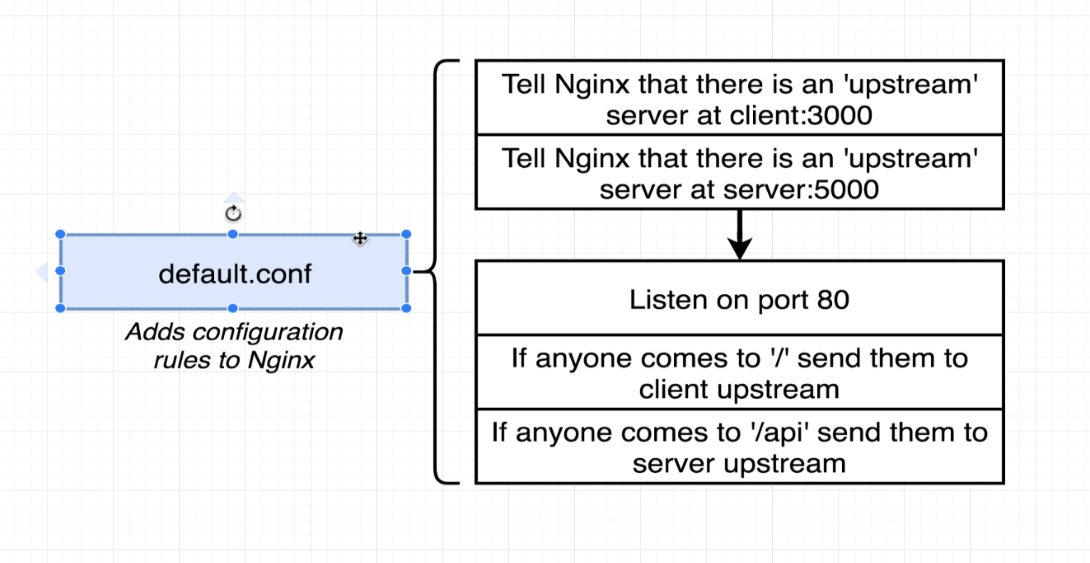 Tell Nginx that there is an 'upstream'
server at client:3000
Tell Nginx that there is an 'upstream'
server at server:5000
default.conf
Adds configuration
rules to Nginx
Listen on port 80
If anyone comes to '/' send them to
client upstream
If anyone comes to '/api' send them to
server upstream